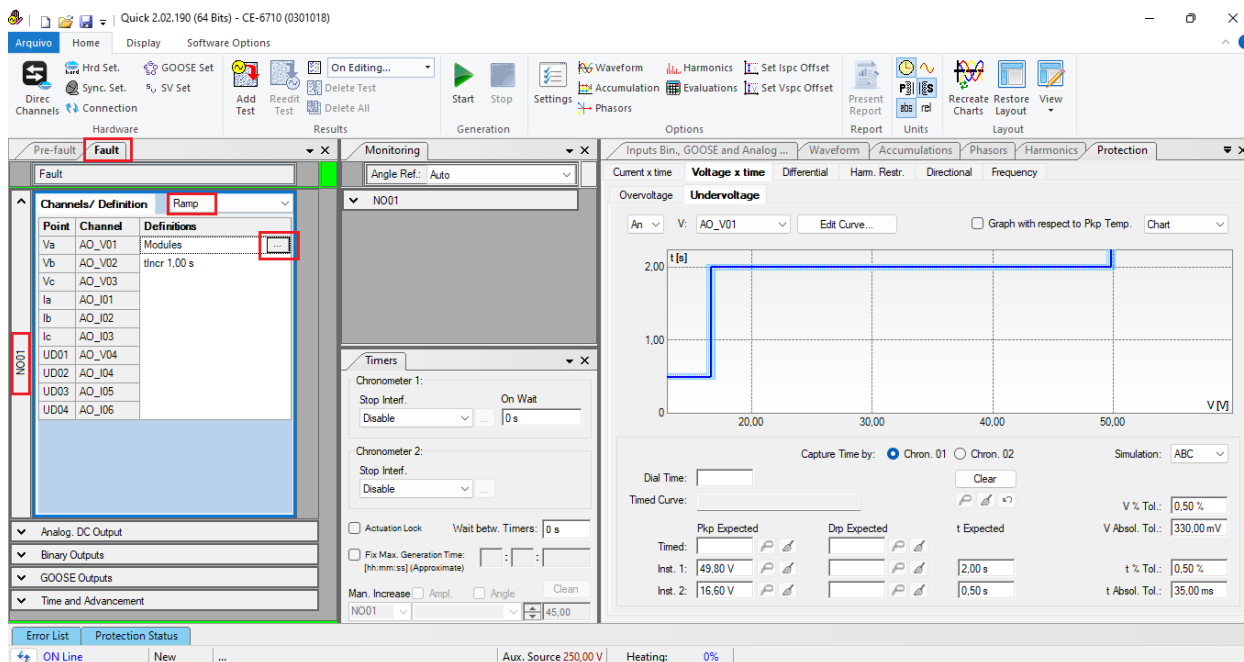 Quick 2.02.190 (64 Bits) - CE-6710 (0301018)
Arquivo Home Display Software Options
Direc Channels
Hrd Set.
Sync. Set.
Connection
GOOSE Set
SV Set
Hardware
Add Test
Reedit Test
On Editing...
Delete Test
Delete All
Results
Start
Stop
Generation
Settings
Waveform
Accumulation
Phasors
Harmonics
Evaluations
Set Ispc Offset
Set Vspc Offset
Options
Present Report
Report
abs rel
Units
Recreate Charts
Restore Layout
View
Layout
Pre-fault Fault
Fault
Channels/ Definition Ramp
Point Channel Definitions
Va AO_V01 Modules ...
Vb AO_V02 tIncr 1,00 s
Vc AO_V03
Ia AO_I01
Ib AO_I02
Ic AO_I03
UD01 AO_V04
UD02 AO_I04
UD03 AO_I05
UD04 AO_I06
NO01
Analog. DC Output
Binary Outputs
GOOSE Outputs
Time and Advancement
Monitoring
Angle Ref.: Auto
NO01
Timers
Chronometer 1:
Stop Interf. On Wait
Disable ... 0 s
Chronometer 2:
Stop Interf.
Disable ...
Actuation Lock Wait betw. Timers: 0 s
Fix Max. Generation Time:
[hh:mm:ss] (Approximate) : :
Man. Increase Ampl. Angle Clean
NO01 45,00
Inputs Bin., GOOSE and Analog ... Waveform Accumulations Phasors Harmonics Protection
Current x time Voltage x time Differential Harm. Restr. Directional Frequency
Overvoltage Undervoltage
An V: AO_V01 Edit Curve... Graph with respect to Pkp Temp. Chart
t [s]
2,00
1,00
0
20,00 30,00 40,00 50,00
V [V]
Capture Time by: Chron. 01 Chron. 02 Simulation: ABC
Dial Time: Clear
Timed Curve: V % Tol.: 0,50 %
Pkp Expected Drp Expected t Expected V Absol. Tol.: 330,00 mV
Timed:
Inst. 1: 49,80 V 2,00 s t % Tol.: 0,50 %
Inst. 2: 16,60 V 0,50 s t Absol. Tol.: 35,00 ms
Error List Protection Status
ON Line New ... Aux. Source 250,00 V Heating: 0%